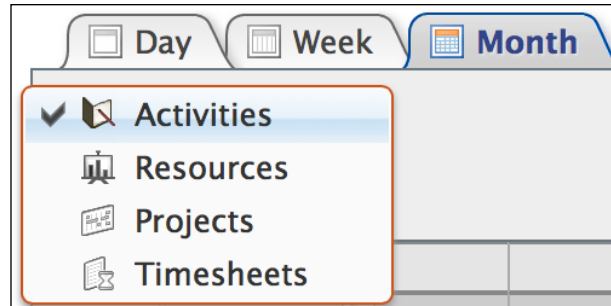 Day Week Month
Activities
Resources
Projects
Timesheets